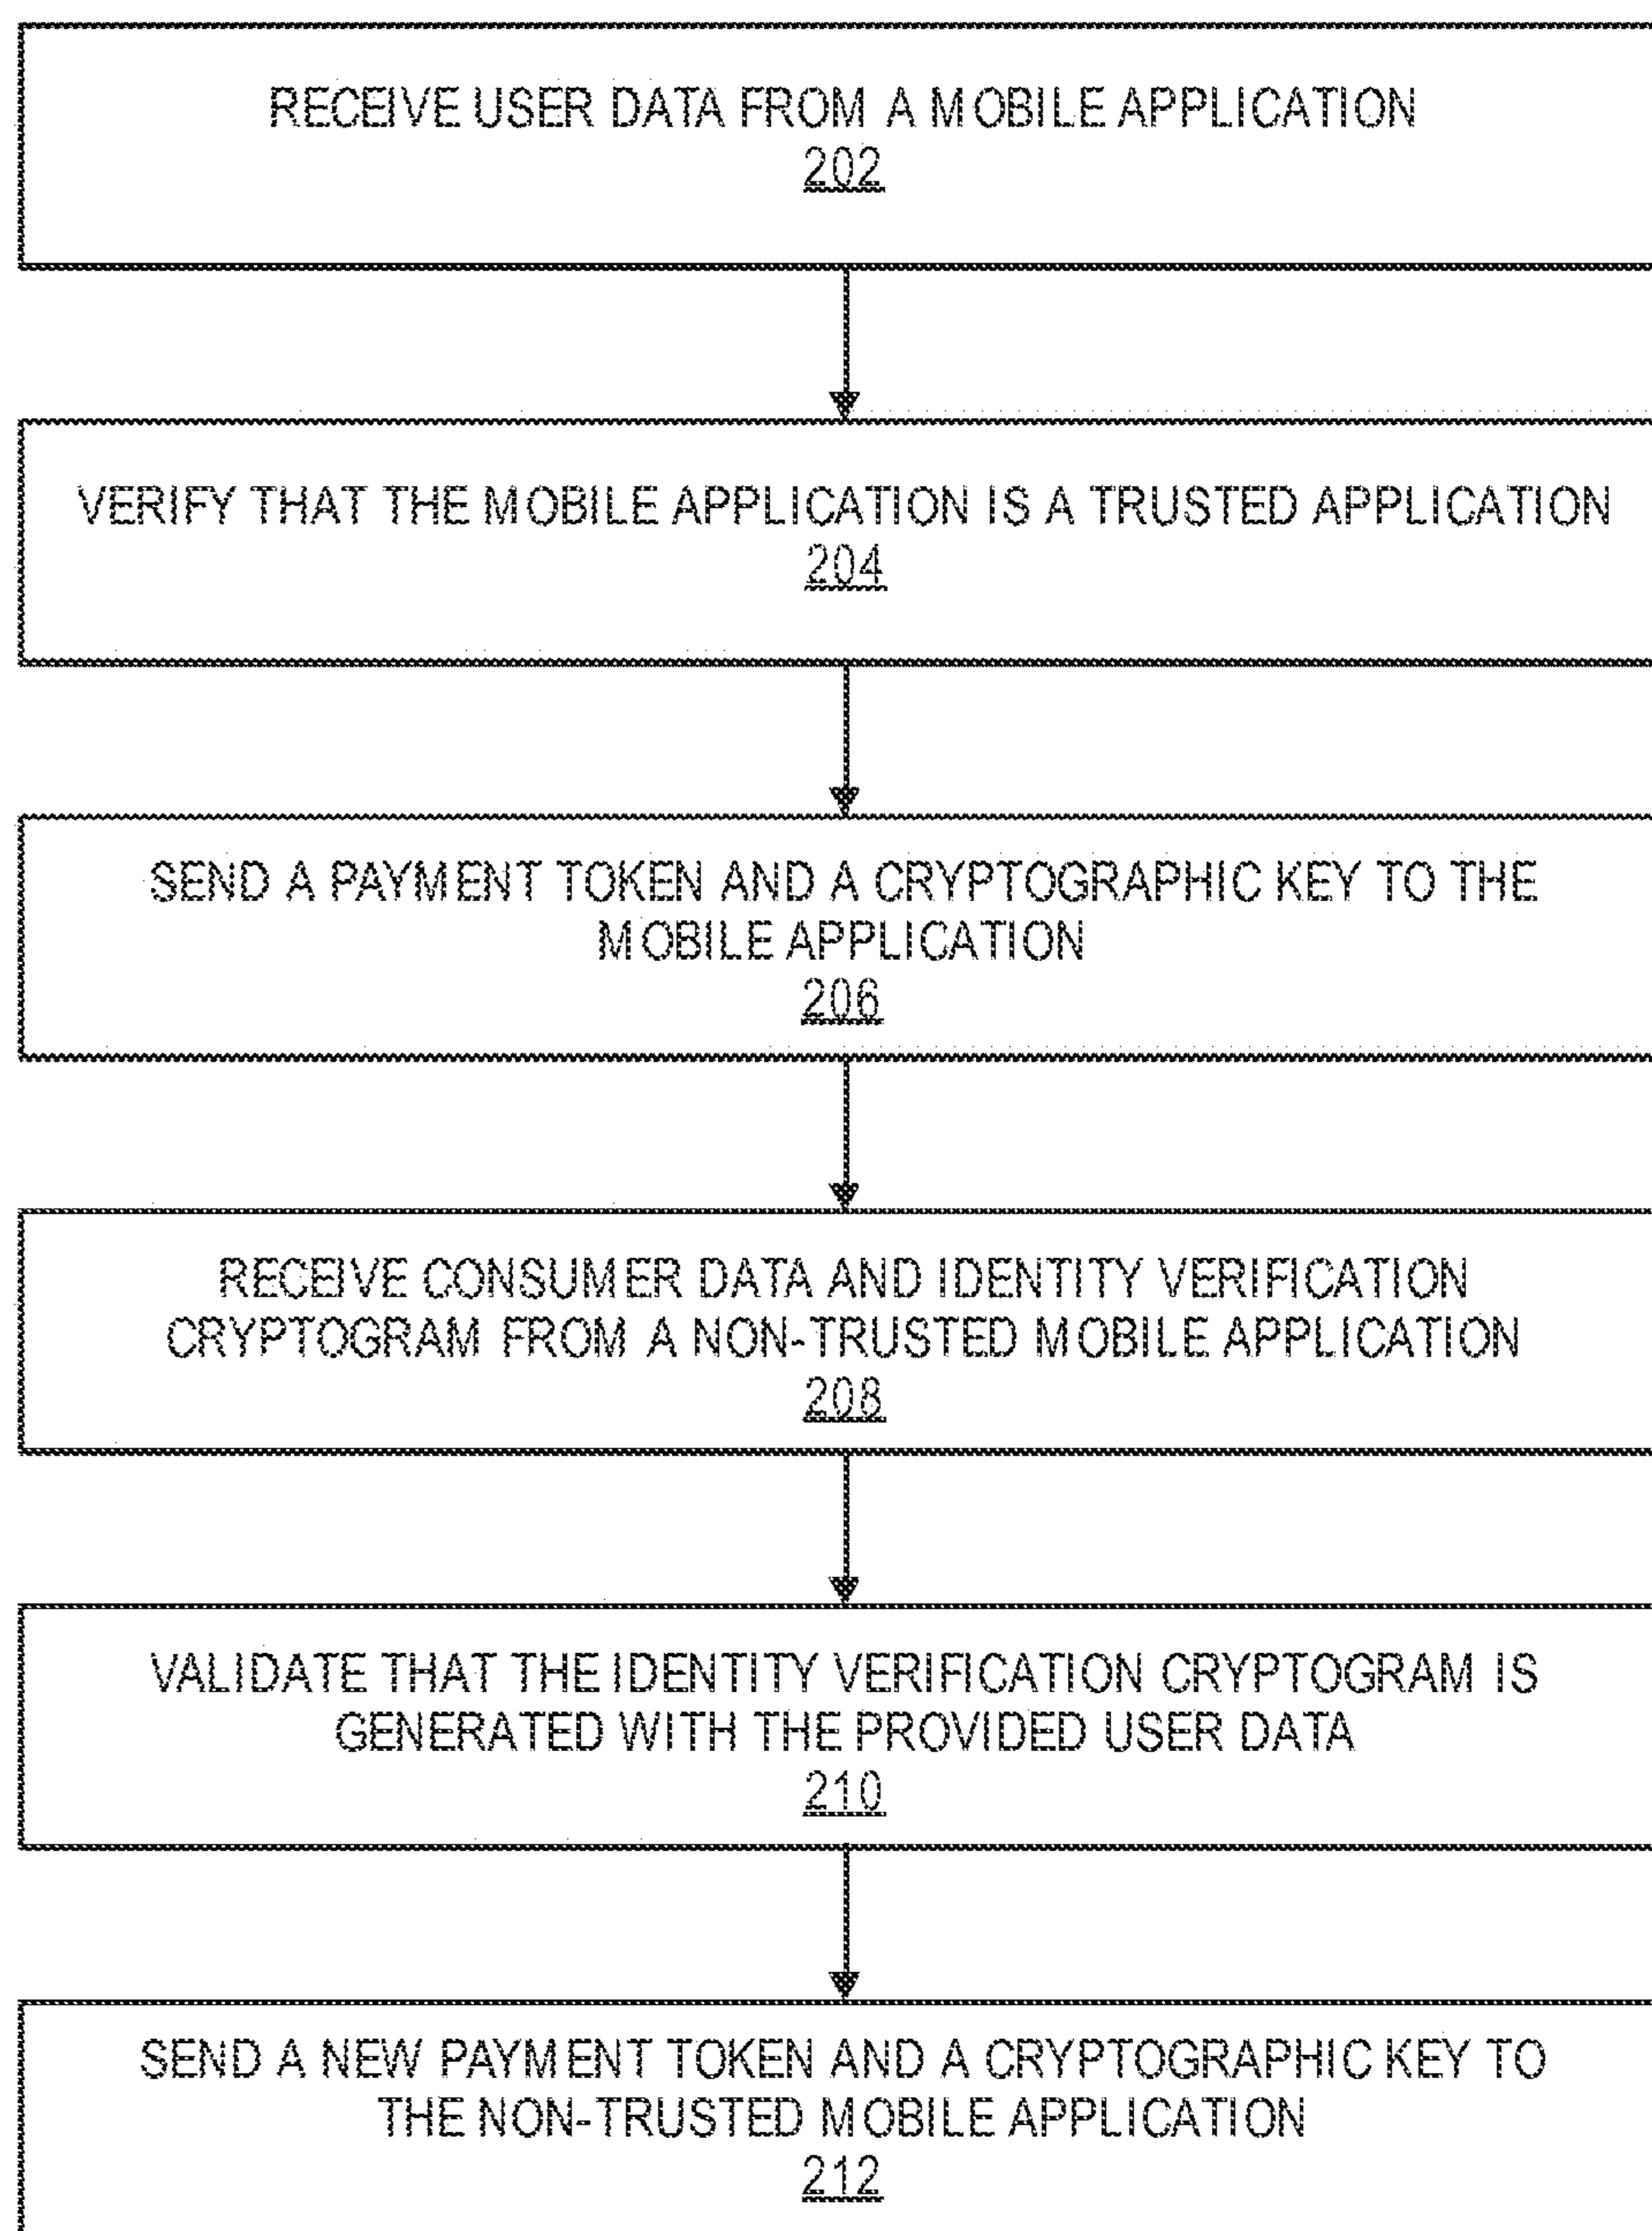 RECEIVE USER DATA FROM A MOBILE APPLICATION
202
VERIFY THAT THE MOBILE APPLICATION IS A TRUSTED APPLICATION
204
SEND A PAYMENT TOKEN AND A CRYPTOGRAPHIC KEY TO THE
MOBILE APPLICATION
206
RECEIVE CONSUMER DATA AND IDENTITY VERIFICATION
CRYPTOGRAM FROM A NON-TRUSTED MOBILE APPLICATION
208
VALIDATE THAT THE IDENTITY VERIFICATION CRYPTOGRAM IS
GENERATED WITH THE PROVIDED USER DATA
210
SEND A NEW PAYMENT TOKEN AND A CRYPTOGRAPHIC KEY TO
THE NON-TRUSTED MOBILE APPLICATION
212